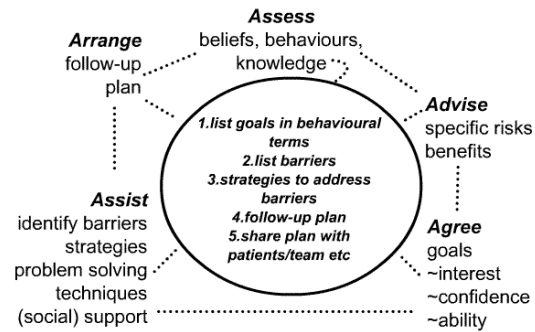 Assess
beliefs, behaviours,
knowledge
Arrange
follow-up
plan
Advise
specific risks
benefits
1.list goals in behavioural
terms
2.list barriers
3.strategies to address
barriers
4.follow-up plan
5.share plan with
patients/team etc
Assist
identify barriers
strategies
problem solving
techniques
(social) support
Agree
goals
~interest
~confidence
~ability